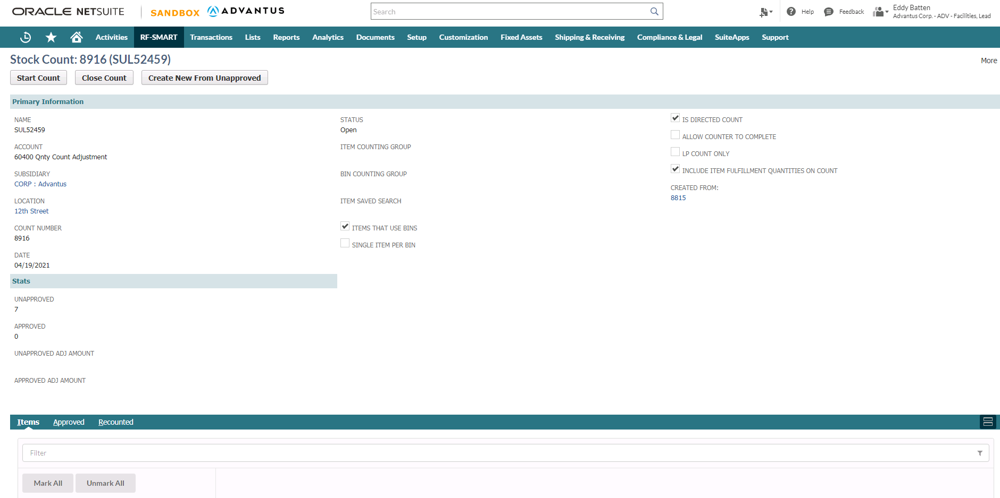 ORACLE NETSUITE
SANDBOX
ADVANTUS
Search
Help
Feedback
Eddy Batten
Advantus Corp. - ADV - Facilities, Lead
Activities
RF-SMART
Transactions
Lists
Reports
Analytics
Documents
Setup
Customization
Fixed Assets
Shipping & Receiving
Compliance & Legal
SuiteApps
Support
Stock Count: 8916 (SUL52459)
More
Start Count
Close Count
Create New From Unapproved
Primary Information
NAME
SUL52459
ACCOUNT
60400 Qnty Count Adjustment
SUBSIDIARY
CORP : Advantus
LOCATION
12th Street
COUNT NUMBER
8916
DATE
04/19/2021
STATUS
Open
ITEM COUNTING GROUP
BIN COUNTING GROUP
ITEM SAVED SEARCH
ITEMS THAT USE BINS
SINGLE ITEM PER BIN
IS DIRECTED COUNT
ALLOW COUNTER TO COMPLETE
LP COUNT ONLY
INCLUDE ITEM FULFILLMENT QUANTITIES ON COUNT
CREATED FROM:
8815
Stats
UNAPPROVED
7
APPROVED
0
UNAPPROVED ADJ AMOUNT
APPROVED ADJ AMOUNT
Items
Approved
Recounted
Filter
Mark All
Unmark All